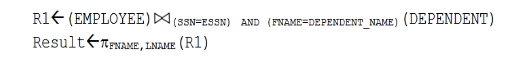 R1←(EMPLOYEE)⋈(SSN=ESSN) AND (FNAME=DEPENDENT_NAME)(DEPENDENT)
Result←πFNAME,LNAME(R1)